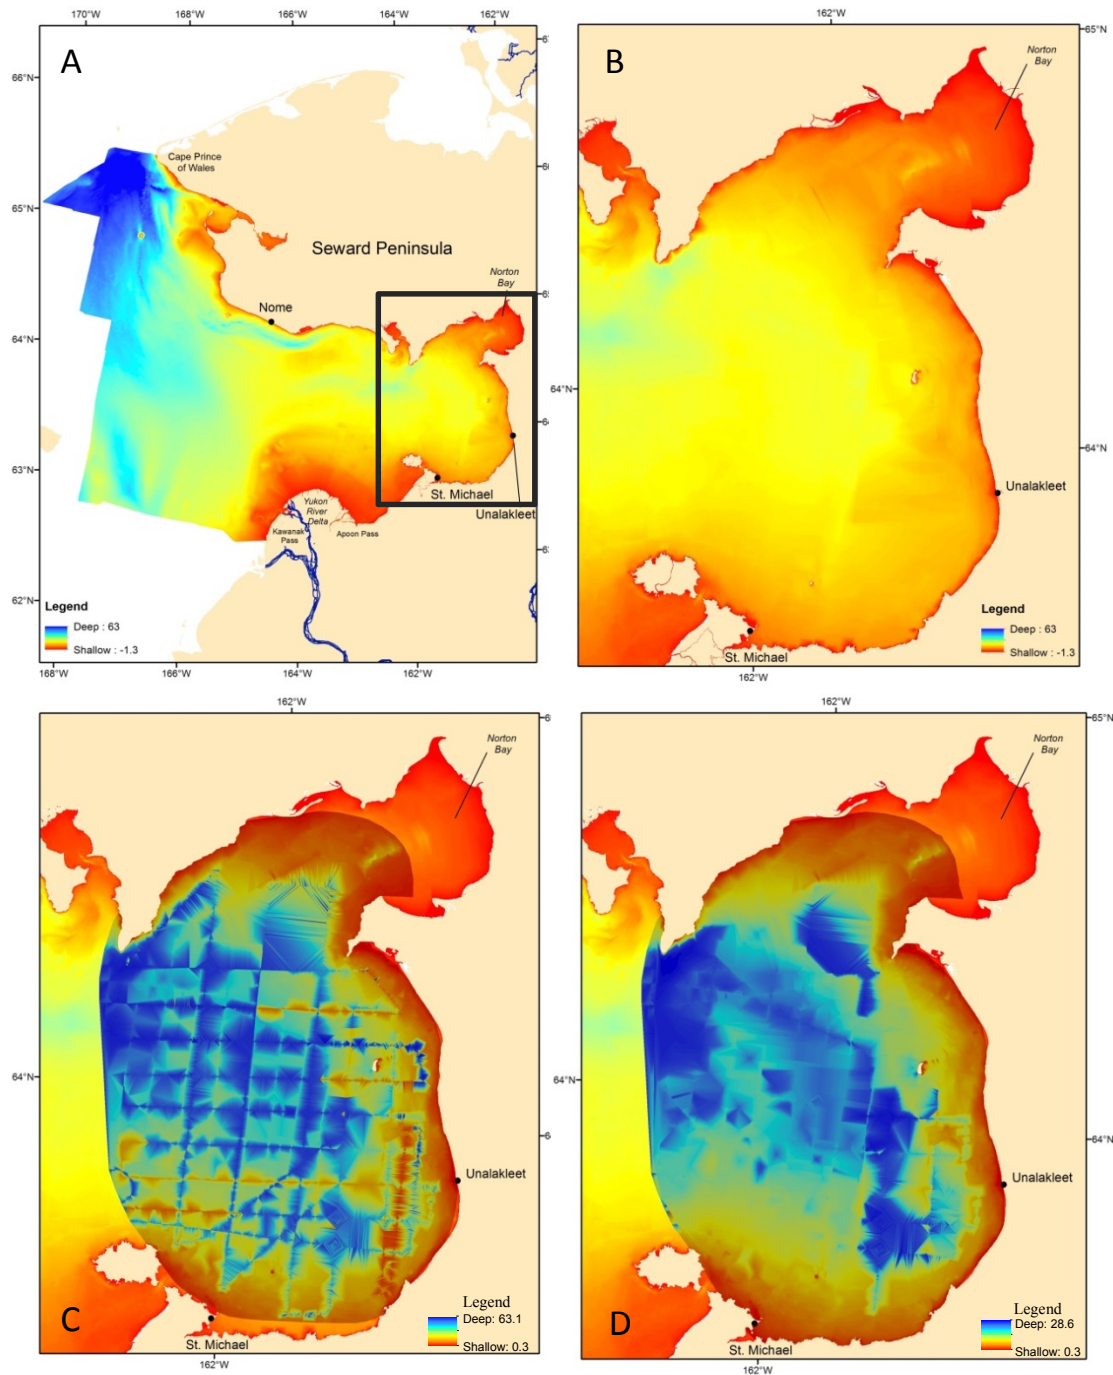 170°W
168°W
166°W
164°W
162°W
A
66°N
Cape Prince
of Wales
65°N
Seward Peninsula
Norton
Bay
Nome
64°N
63°N
St. Michael
Unalakleet
Yukon
River
Delta
Kawanak
Pass
Apoon Pass
62°N
Legend
Deep : 63
Shallow : -1.3
168°W
166°W
164°W
162°W
162°W
65°N
B
Norton
Bay
64°N
64°N
Unalakleet
Legend
Deep : 63
Shallow : -1.3
St. Michael
162°W
162°W
Norton
Bay
64°N
Unalakleet
C
Legend
Deep: 63.1
Shallow: 0.3
St. Michael
162°W
162°W
65°N
Norton
Bay
64°N
64°N
Unalakleet
D
Legend
Deep: 28.6
Shallow: 0.3
St. Michael
162°W